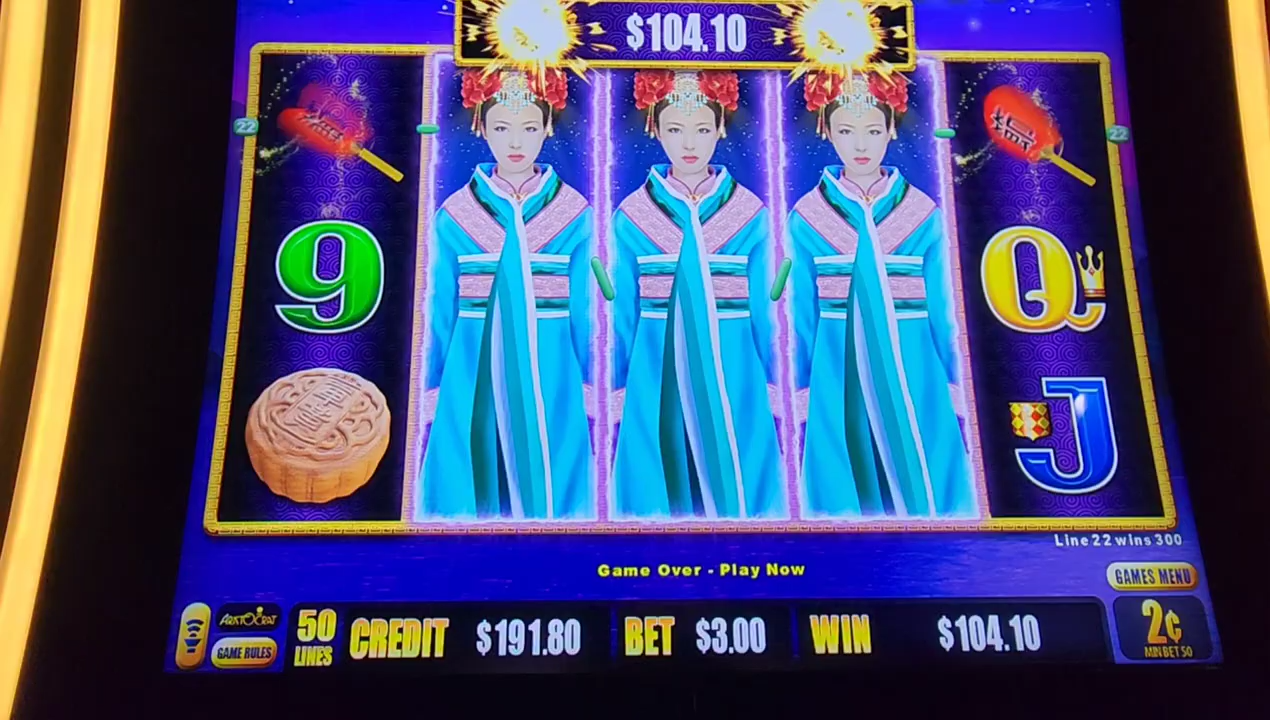 $104.10
22
22
9
Q
J
Line 22 wins 300
Game Over - Play Now
GAMES MENU
ARISTOCRAT
GAME RULES
50
LINES
CREDIT $191.80
BET $3.00
WIN $104.10
2¢
MIN BET 50